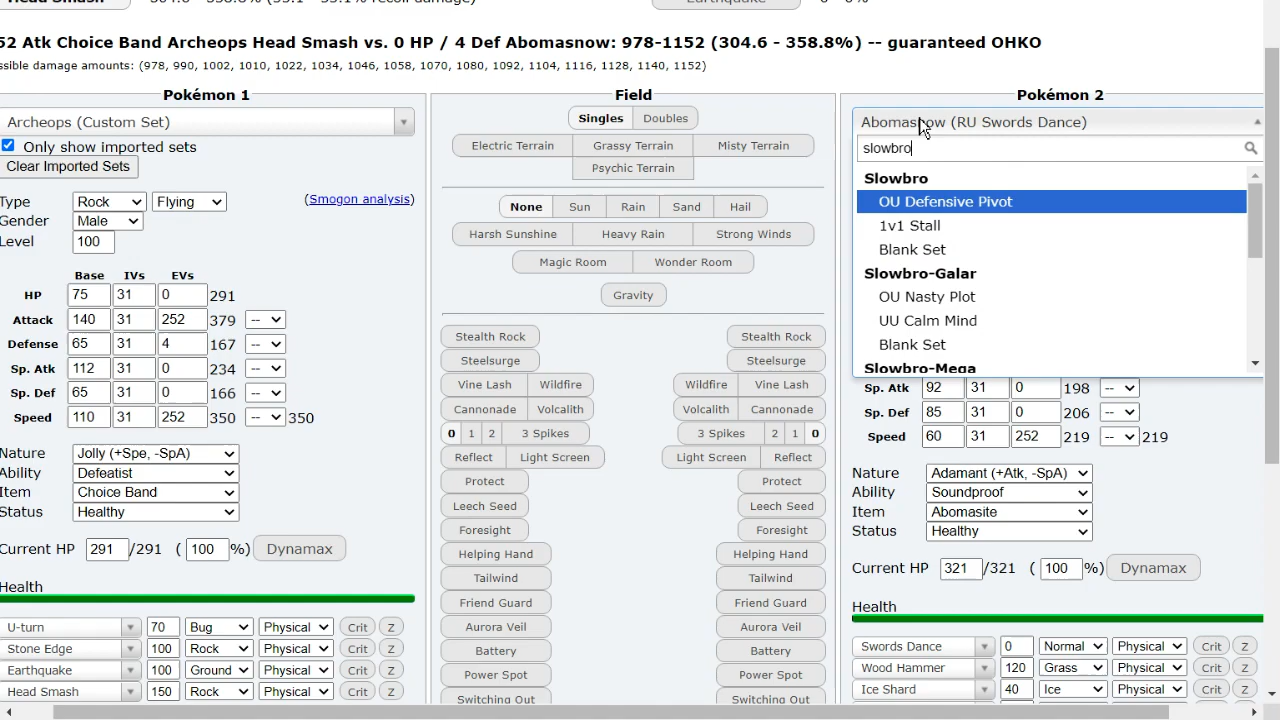 Head Smash 304.6 - 358.8% (33.1 - 33.1% recoil damage) Earthquake 0 - 0%
52 Atk Choice Band Archeops Head Smash vs. 0 HP / 4 Def Abomasnow: 978-1152 (304.6 - 358.8%) -- guaranteed OHKO
ssible damage amounts: (978, 990, 1002, 1010, 1022, 1034, 1046, 1058, 1070, 1080, 1092, 1104, 1116, 1128, 1140, 1152)
Pokémon 1
Archeops (Custom Set)
Only show imported sets
Clear Imported Sets
Type Rock Flying (Smogon analysis)
Gender Male
Level 100
Base IVs EVs
HP 75 31 0 291
Attack 140 31 252 379 --
Defense 65 31 4 167 --
Sp. Atk 112 31 0 234 --
Sp. Def 65 31 0 166 --
Speed 110 31 252 350 -- 350
Nature Jolly (+Spe, -SpA)
Ability Defeatist
Item Choice Band
Status Healthy
Current HP 291 /291 ( 100 %) Dynamax
Health
U-turn 70 Bug Physical Crit Z
Stone Edge 100 Rock Physical Crit Z
Earthquake 100 Ground Physical Crit Z
Head Smash 150 Rock Physical Crit Z
Field
Singles Doubles
Electric Terrain Grassy Terrain Misty Terrain
Psychic Terrain
None Sun Rain Sand Hail
Harsh Sunshine Heavy Rain Strong Winds
Magic Room Wonder Room
Gravity
Stealth Rock Stealth Rock
Steelsurge Steelsurge
Vine Lash Wildfire Wildfire Vine Lash
Cannonade Volcalith Volcalith Cannonade
0 1 2 3 Spikes 3 Spikes 2 1 0
Reflect Light Screen Light Screen Reflect
Protect Protect
Leech Seed Leech Seed
Foresight Foresight
Helping Hand Helping Hand
Tailwind Tailwind
Friend Guard Friend Guard
Aurora Veil Aurora Veil
Battery Battery
Power Spot Power Spot
Switching Out Switching Out
Pokémon 2
Abomasnow (RU Swords Dance)
slowbro
Slowbro
OU Defensive Pivot
1v1 Stall
Blank Set
Slowbro-Galar
OU Nasty Plot
UU Calm Mind
Blank Set
Slowbro-Mega
Sp. Atk 92 31 0 198 --
Sp. Def 85 31 0 206 --
Speed 60 31 252 219 -- 219
Nature Adamant (+Atk, -SpA)
Ability Soundproof
Item Abomasite
Status Healthy
Current HP 321 /321 ( 100 %) Dynamax
Health
Swords Dance 0 Normal Physical Crit Z
Wood Hammer 120 Grass Physical Crit Z
Ice Shard 40 Ice Physical Crit Z